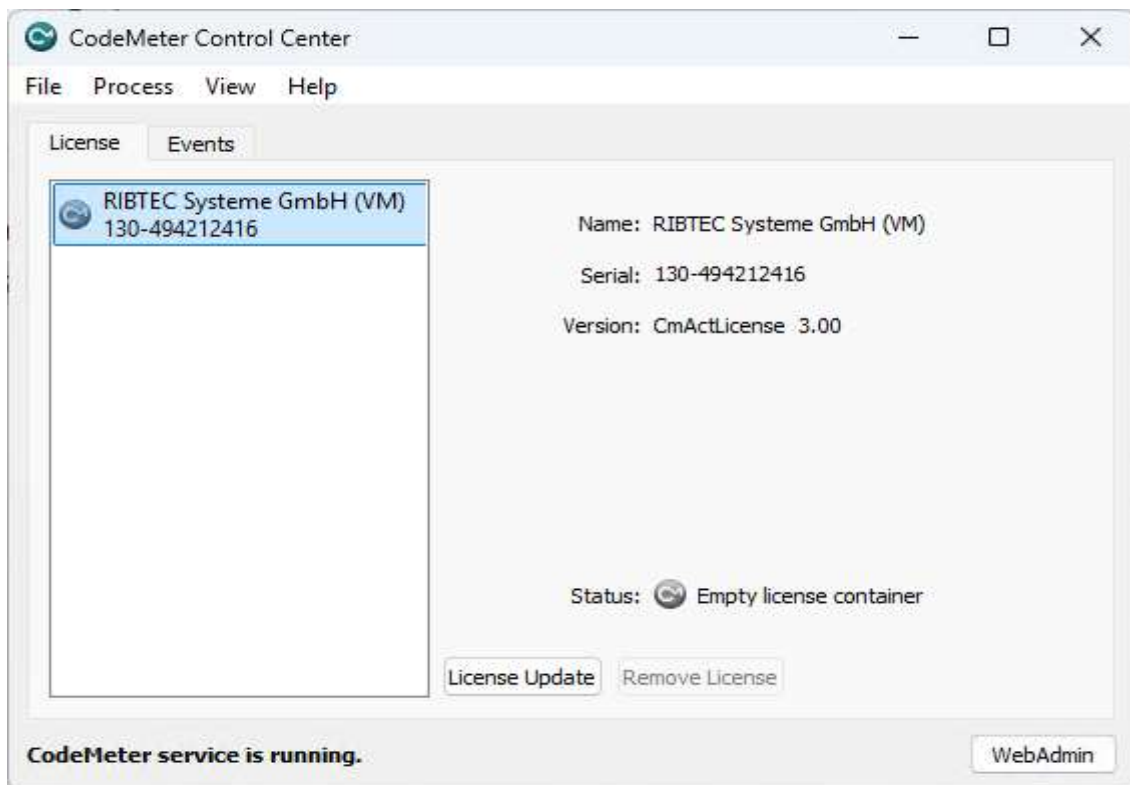 CodeMeter Control Center
File Process View Help
License Events
RIBTEC Systeme GmbH (VM)
130-494212416
Name: RIBTEC Systeme GmbH (VM)
Serial: 130-494212416
Version: CmActLicense 3.00
Status: Empty license container
License Update Remove License
CodeMeter service is running.
WebAdmin